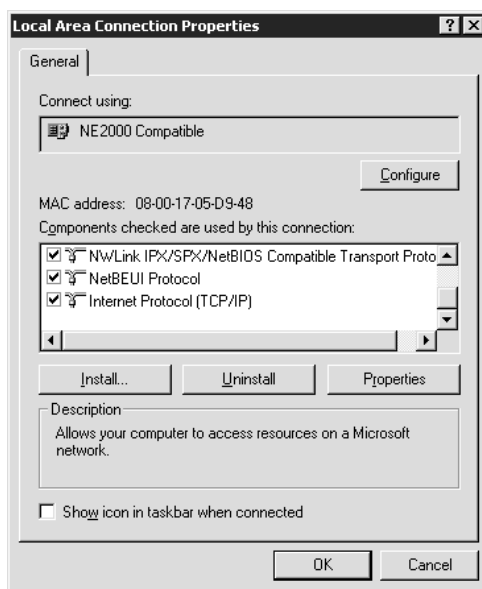 Local Area Connection Properties
General
Connect using:
NE2000 Compatible
Configure
MAC address: 08-00-17-05-D9-48
Components checked are used by this connection:
NWLink IPX/SPX/NetBIOS Compatible Transport Proto
NetBEUI Protocol
Internet Protocol (TCP/IP)
Install... Uninstall Properties
Description
Allows your computer to access resources on a Microsoft
network.
Show icon in taskbar when connected
OK Cancel